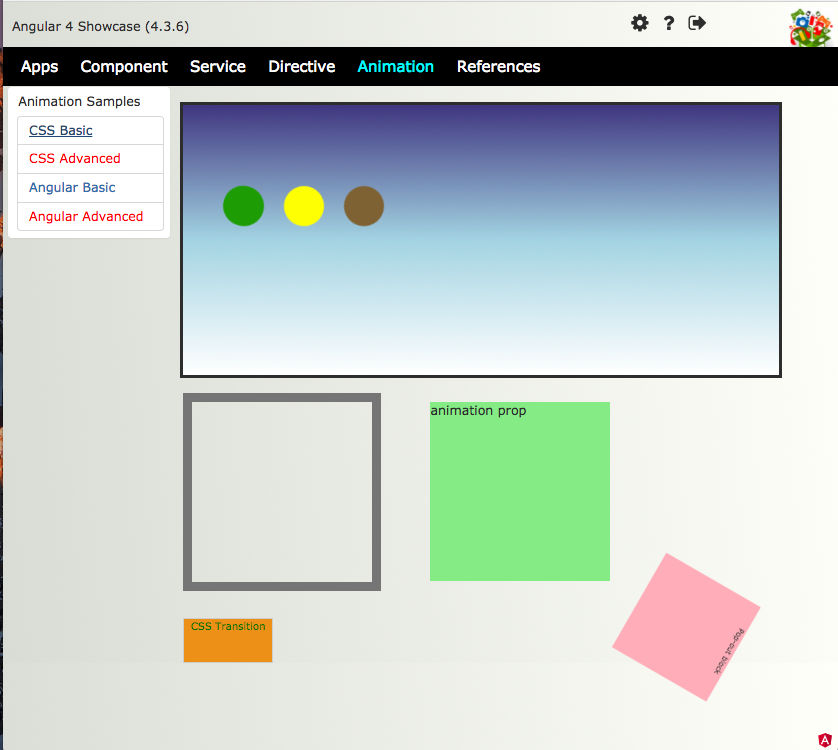 Angular 4 Showcase (4.3.6)
?
Apps Component Service Directive Animation References
Animation Samples
CSS Basic
CSS Advanced
Angular Basic
Angular Advanced
animation prop
CSS Transition
Pop-out block
A